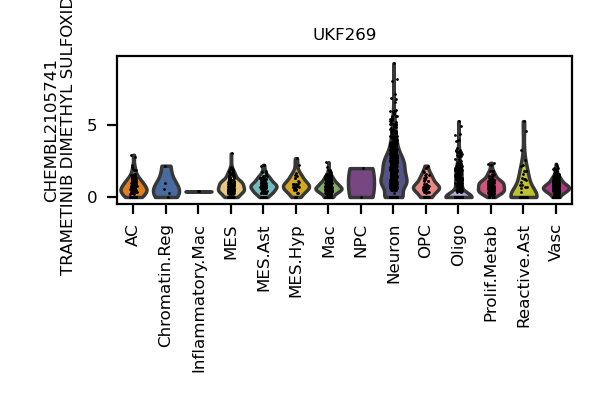 UKF269
CHEMBL2105741
TRAMETINIB DIMETHYL SULFOXID
5
0
AC
Chromatin.Reg
Inflammatory.Mac
MES
MES.Ast
MES.Hyp
Mac
NPC
Neuron
OPC
Oligo
Prolif.Metab
Reactive.Ast
Vasc